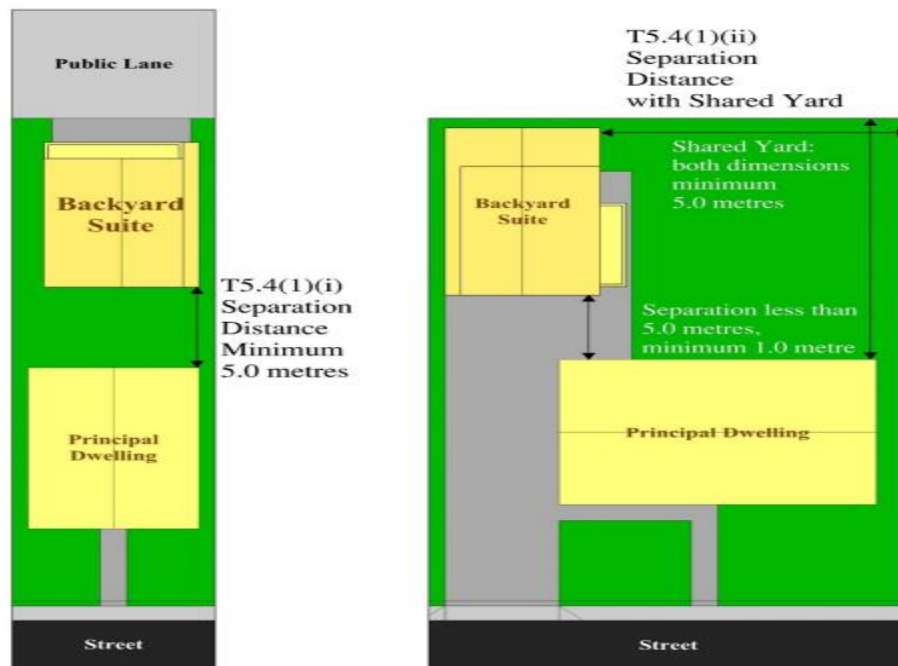 Public Lane
Backyard
Suite
T5.4(1)(i)
Separation
Distance
Minimum
5.0 metres
Principal
Dwelling
Street
T5.4(1)(ii)
Separation
Distance
with Shared Yard
Shared Yard:
both dimensions
minimum
5.0 metres
Backyard
Suite
Separation less than
5.0 metres,
minimum 1.0 metre
Principal Dwelling
Street